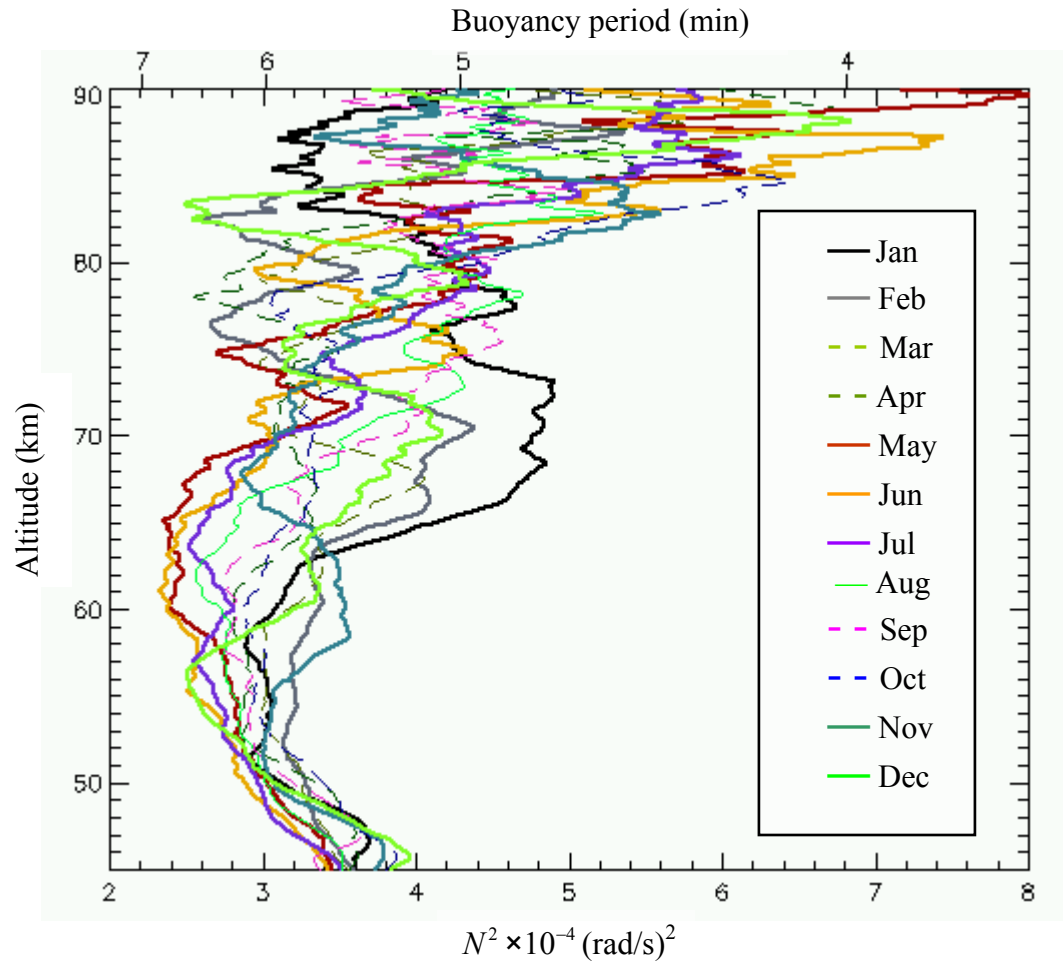 Buoyancy period (min)
7 6 5 4
90
80
70
60
50
Altitude (km)
Jan
Feb
Mar
Apr
May
Jun
Jul
Aug
Sep
Oct
Nov
Dec
2 3 4 5 6 7 8
N² ×10⁻⁴ (rad/s)²